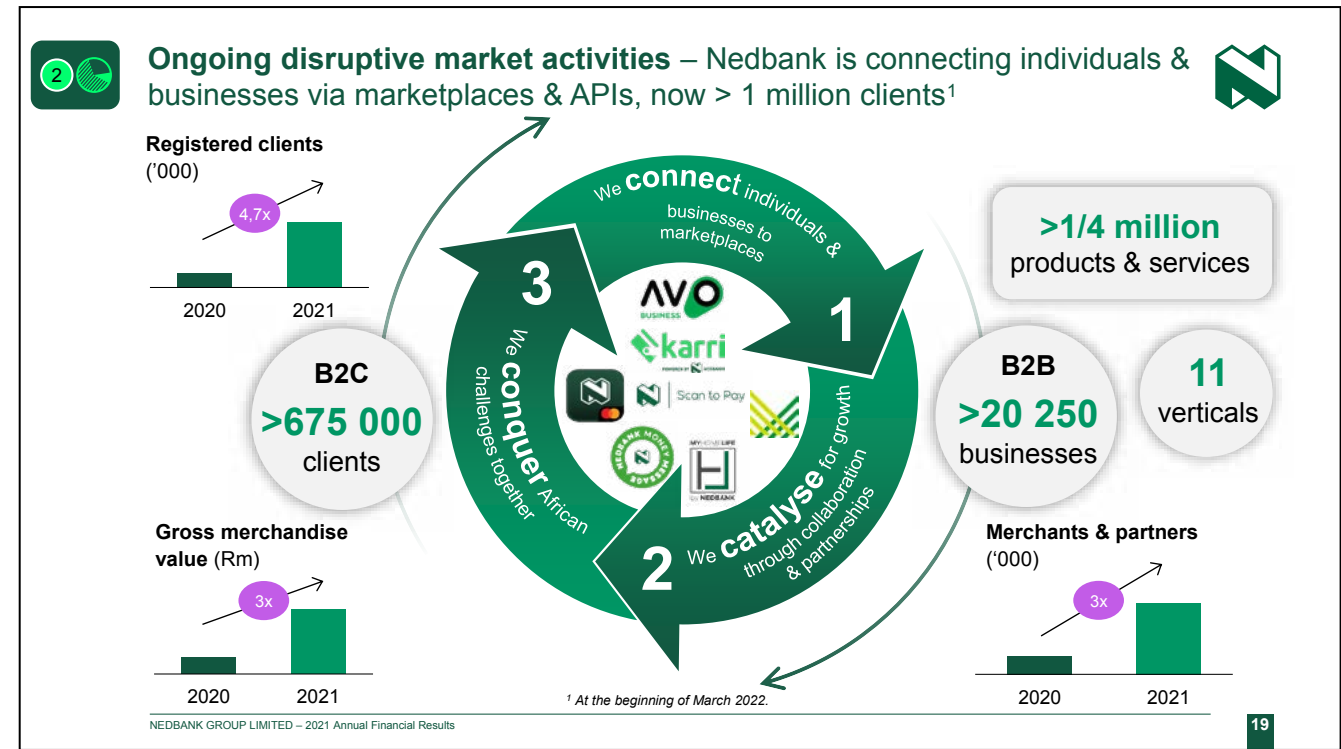 2
Ongoing disruptive market activities – Nedbank is connecting individuals &
businesses via marketplaces & APIs, now > 1 million clients¹
Registered clients
('000)
4,7x
2020 2021
B2C
>675 000
clients
Gross merchandise
value (Rm)
3x
2020 2021
We connect individuals &
businesses to
marketplaces
1
We catalyse for growth
through collaboration
& partnerships
2
We conquer African
challenges together
3
AVO
BUSINESS
karri
POWERED BY NEDBANK
Scan to Pay
NEDBANK MONEY MESSAGE
MYHOMELIFE
by NEDBANK
>1/4 million
products & services
B2B
>20 250
businesses
11
verticals
Merchants & partners
('000)
3x
2020 2021
¹ At the beginning of March 2022.
NEDBANK GROUP LIMITED – 2021 Annual Financial Results
19